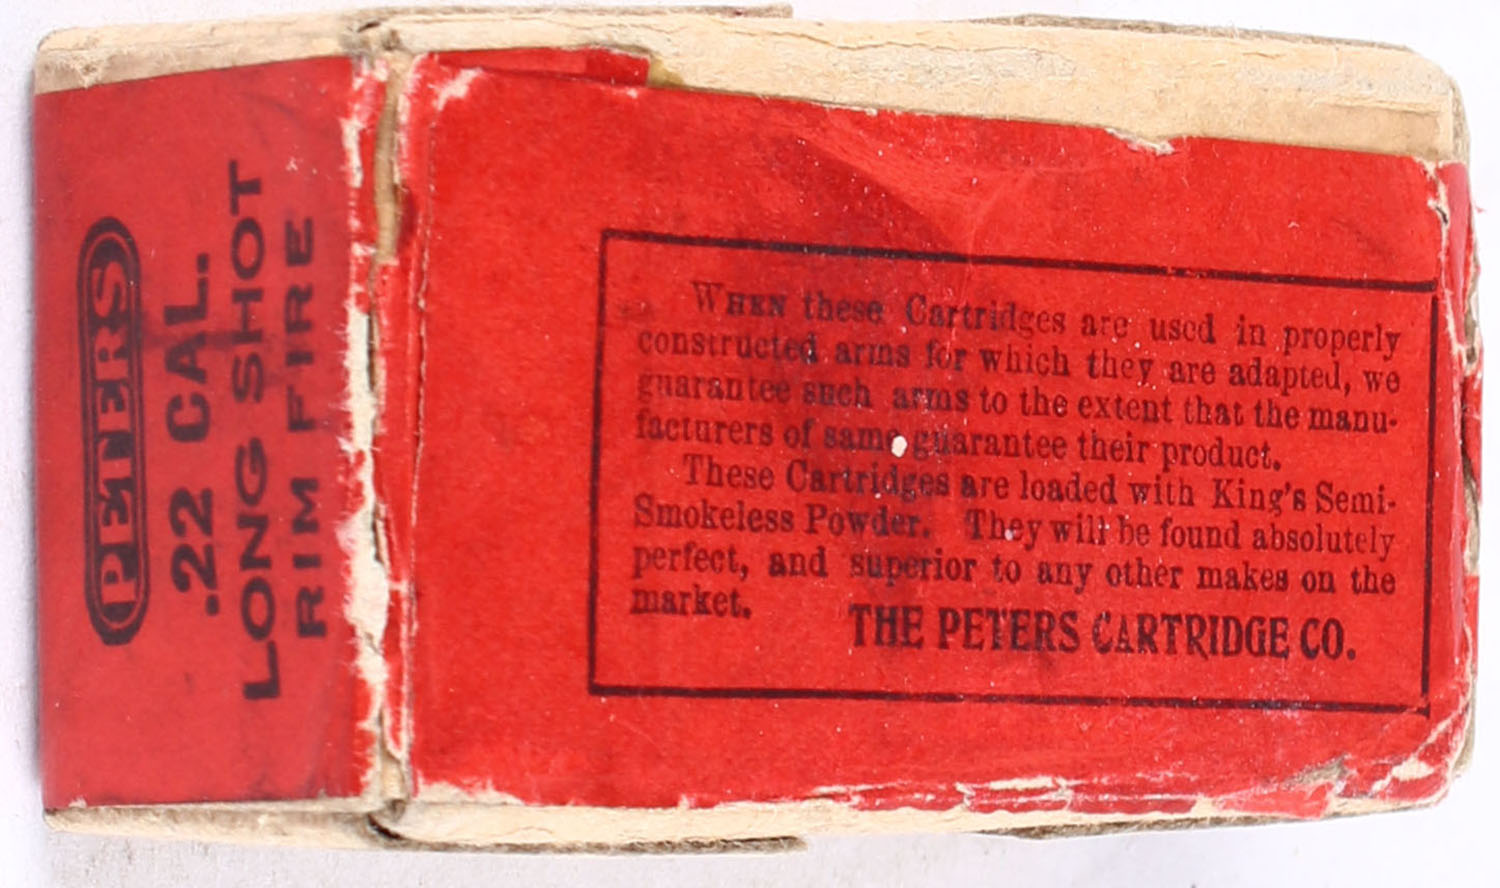 PETERS
.22 CAL.
LONG SHOT
RIM FIRE
WHEN these Cartridges are used in properly
constructed arms for which they are adapted, we
guarantee such arms to the extent that the manu-
facturers of same guarantee their product.
These Cartridges are loaded with King's Semi-
Smokeless Powder. They will be found absolutely
perfect, and superior to any other makes on the
market.
THE PETERS CARTRIDGE CO.